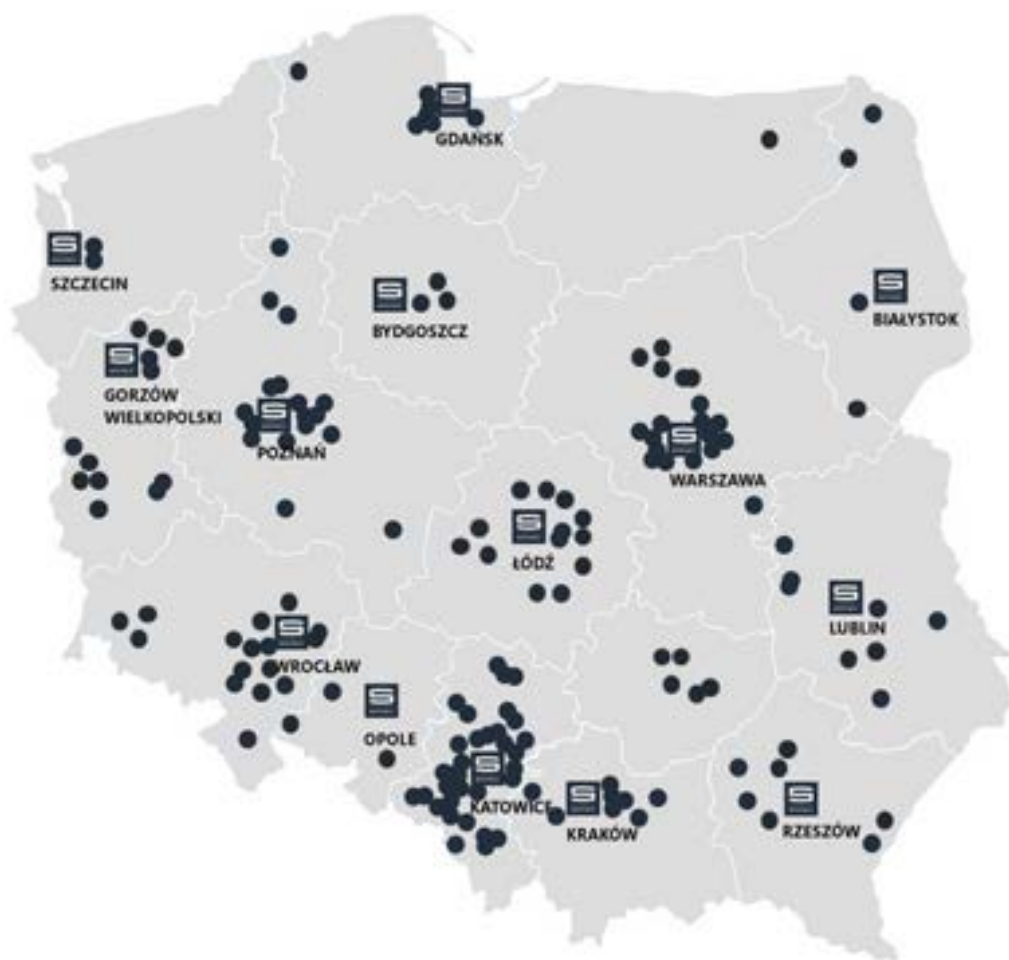 GDAŃSK
SZCZECIN
BYDGOSZCZ
BIAŁYSTOK
GORZÓW
WIELKOPOLSKI
POZNAŃ
WARSZAWA
ŁÓDŹ
LUBLIN
WROCŁAW
OPOLE
KATOWICE
KRAKÓW
RZESZÓW